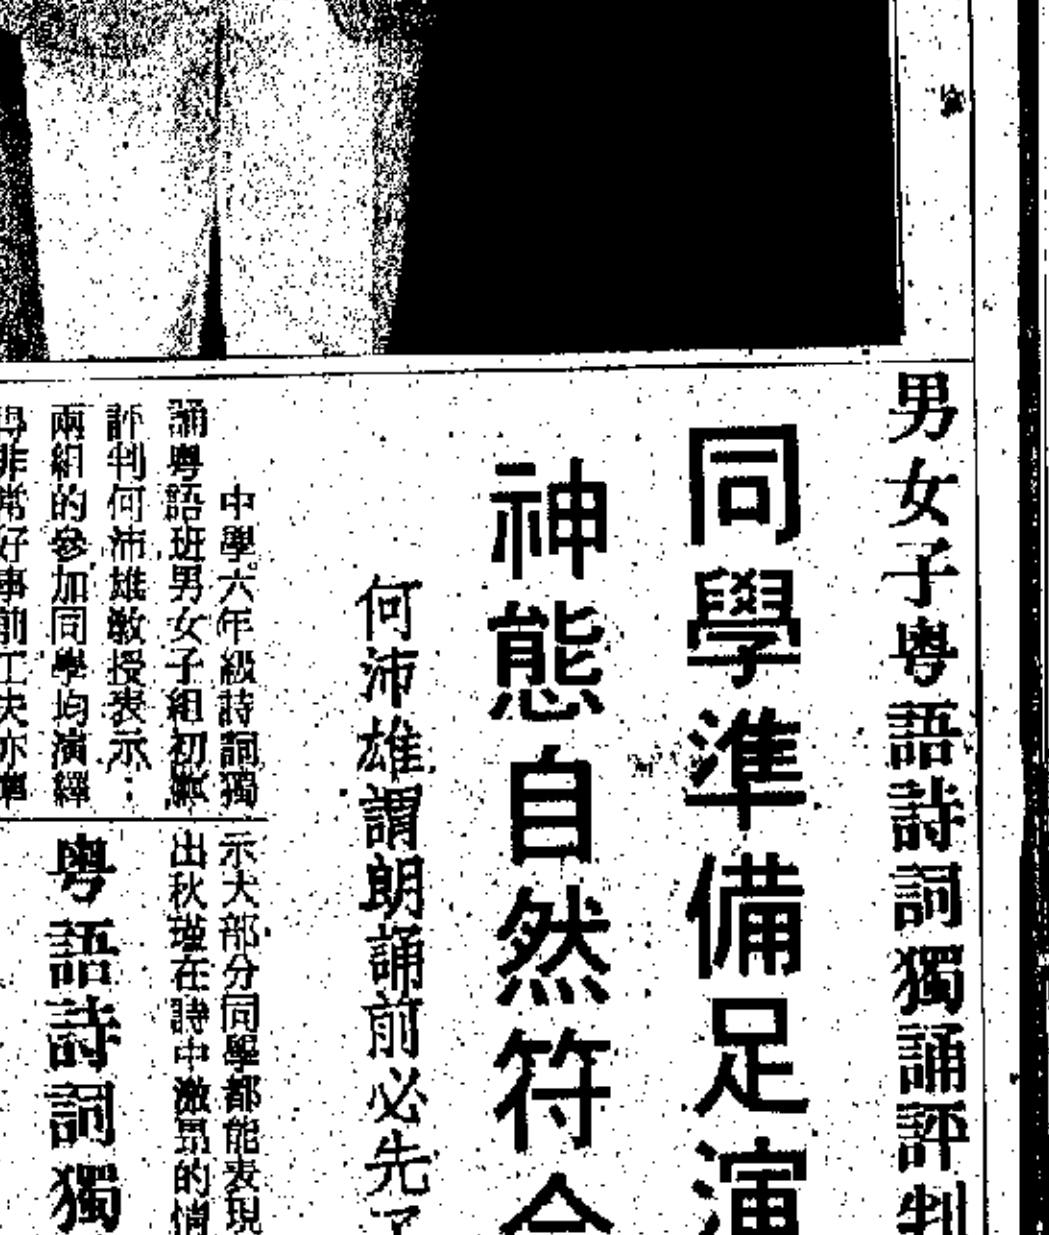 男女子粵語詩詞獨誦評判
同學準備足演
神態自然符合
何沛雄謂朗誦前必先了
中學六年級詩詞獨
誦粵語班男女子組初賽
評判何沛雄敎授表示：
兩組的參加同學均演繹
得非常好事前工夫亦準
示大部分同學都能表現
出秋瑾在詩中激昂的情
粵語詩詞獨